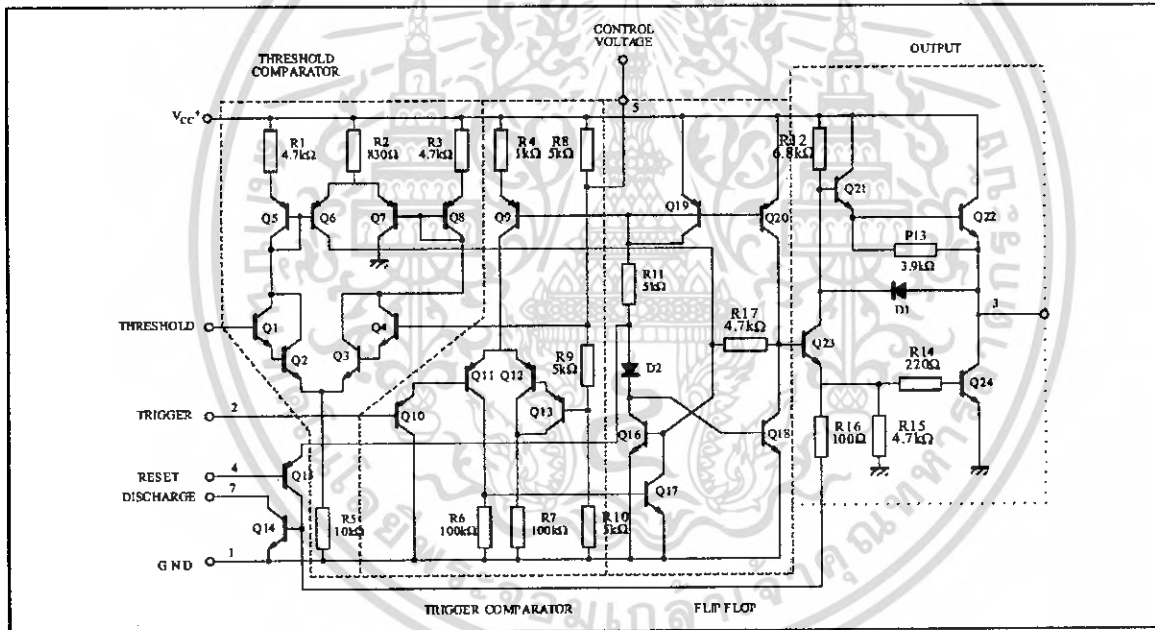 CONTROL
VOLTAGE
OUTPUT
THRESHOLD
COMPARATOR
5
VCC+
R1
4.7kΩ
R2
830Ω
R3
4.7kΩ
R4
1kΩ
R8
5kΩ
R12
6.8kΩ
Q5
Q6
Q7
Q8
Q9
Q19
Q20
Q21
Q22
R13
3.9kΩ
R11
5kΩ
D1
3
THRESHOLD
Q1
Q2
Q3
Q4
R17
4.7kΩ
Q23
R9
5kΩ
D2
R14
220Ω
Q24
Q11
Q12
Q13
TRIGGER
2
Q10
Q16
Q18
R16
100Ω
R15
4.7kΩ
RESET
4
DISCHARGE
7
Q14
Q17
R5
10kΩ
R6
100kΩ
R7
100kΩ
R10
5kΩ
GND
1
TRIGGER COMPARATOR
FLIP FLOP